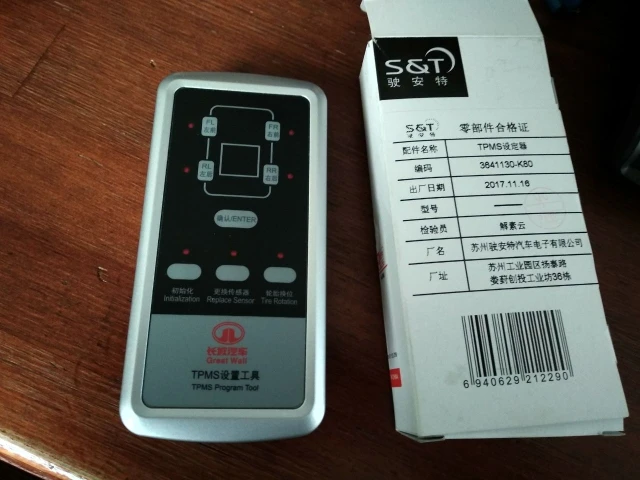 FL
左前
FR
右前
RL
左后
RR
右后
确认/ENTER
初始化
Initialization
更换传感器
Replace Sensor
轮胎换位
Tire Rotation
长城汽车
Great Wall
TPMS设置工具
TPMS Program Tool
S&T
驶安特
S&T
驶安特
零部件合格证
配件名称
TPMS设定器
编码
3641130-K80
出厂日期
2017.11.16
型号
——
检验员
解素云
厂名
苏州驶安特汽车电子有限公司
厂址
苏州工业园区扬泰路
娄葑创投工业坊36栋
6 940629 212290